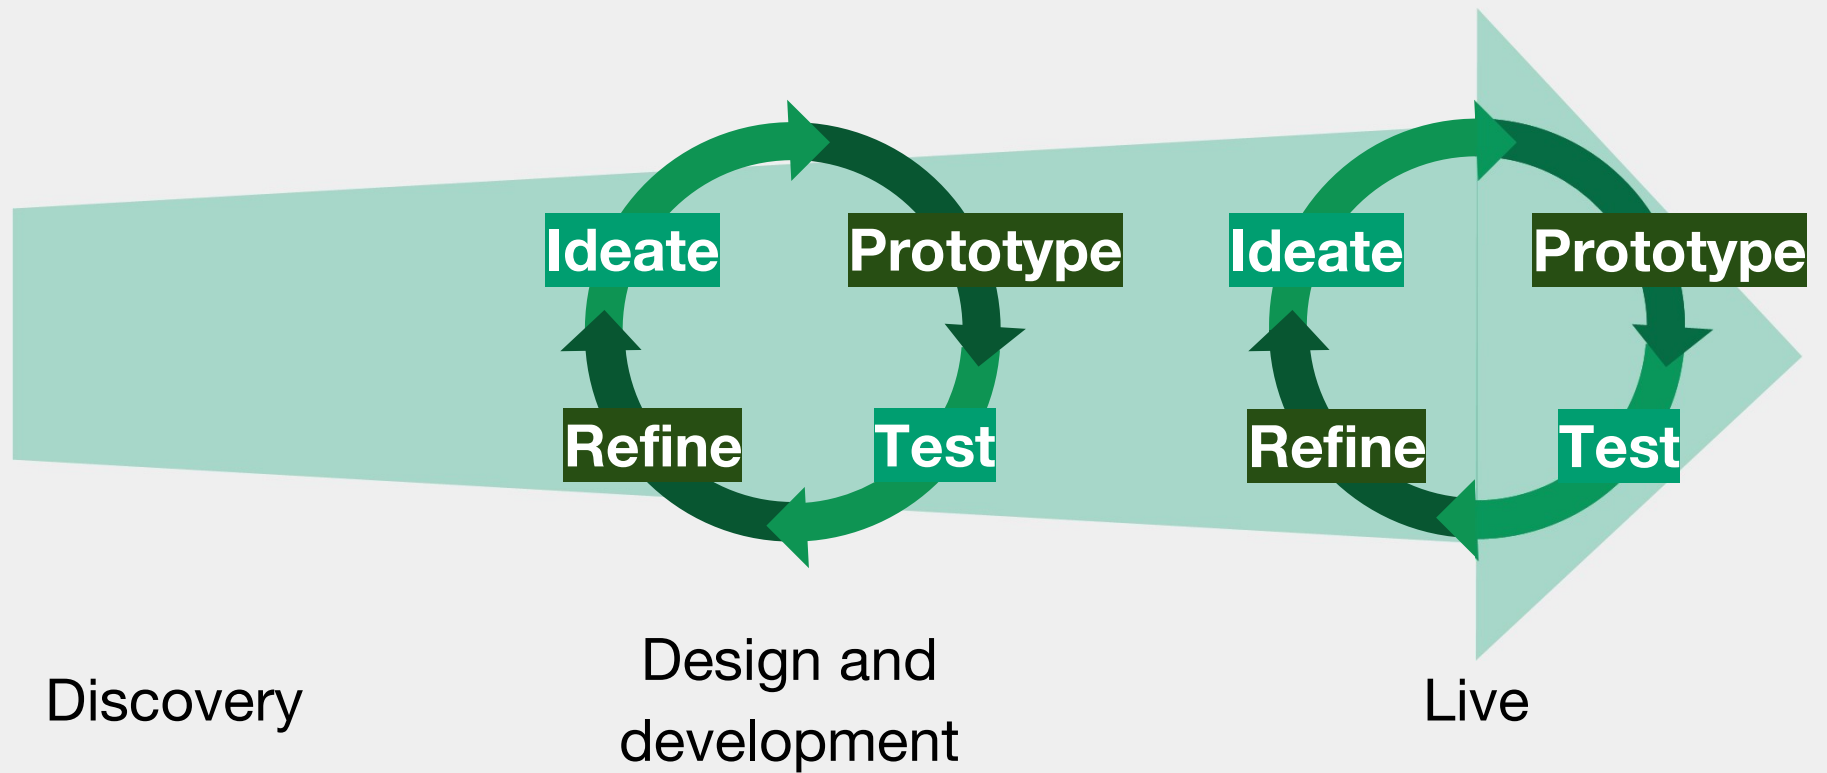 Ideate
Prototype
Refine
Test
Ideate
Prototype
Refine
Test
Discovery
Design and
development
Live